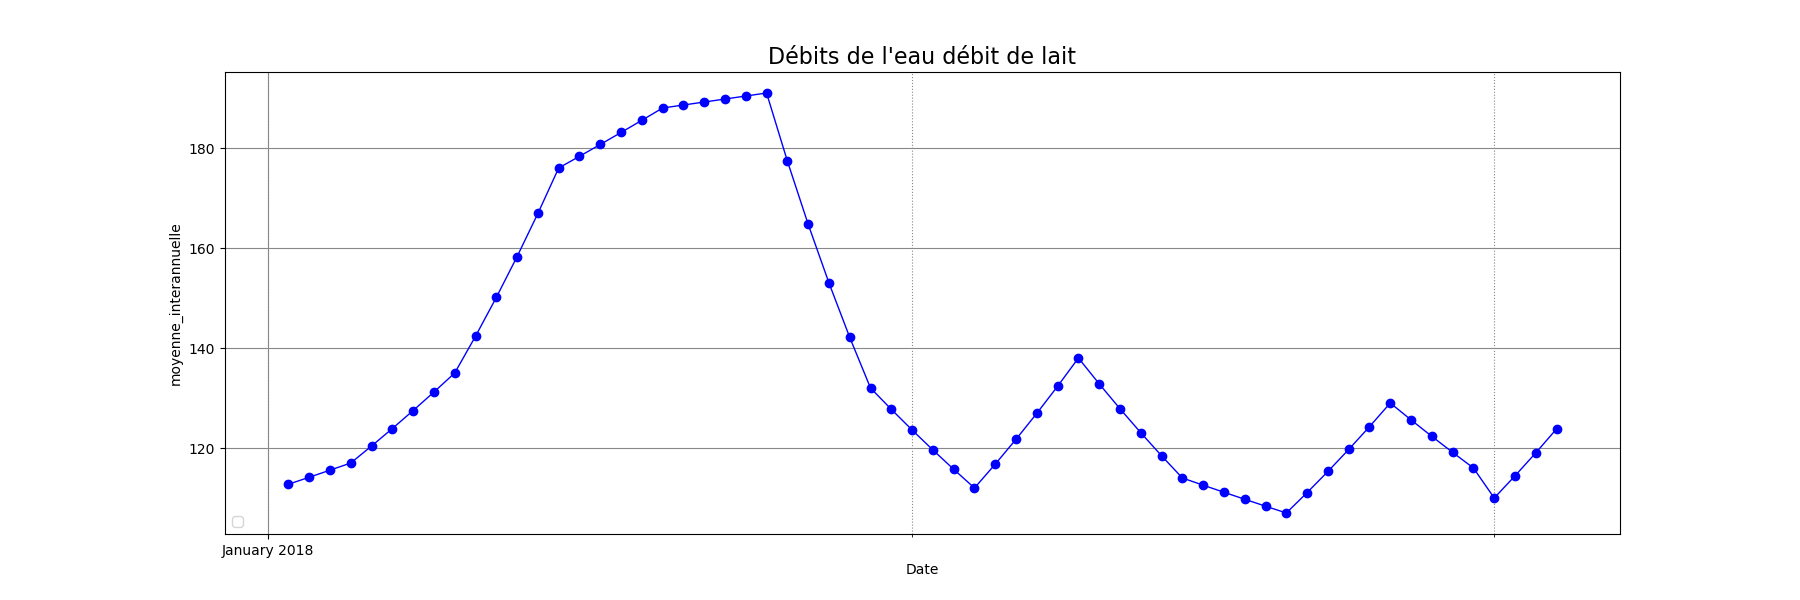 Débits de l'eau débit de lait
moyenne_interannuelle
180
160
140
120
January 2018
Date